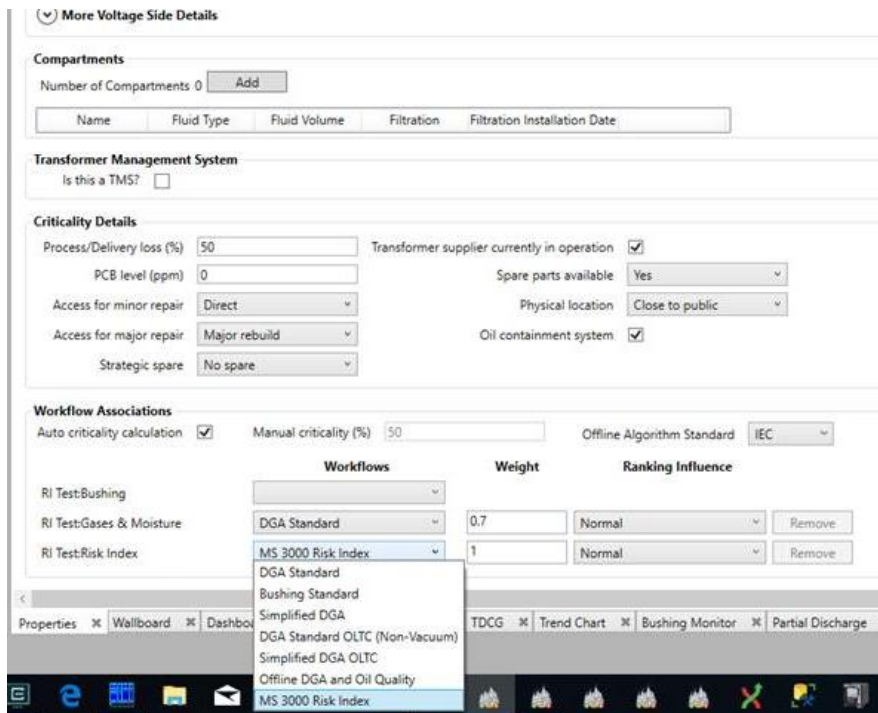 More Voltage Side Details
Compartments
Number of Compartments 0 Add
Name Fluid Type Fluid Volume Filtration Filtration Installation Date
Transformer Management System
Is this a TMS?
Criticality Details
Process/Delivery loss (%) 50 Transformer supplier currently in operation
PCB level (ppm) 0 Spare parts available Yes
Access for minor repair Direct Physical location Close to public
Access for major repair Major rebuild Oil containment system
Strategic spare No spare
Workflow Associations
Auto criticality calculation Manual criticality (%) 50 Offline Algorithm Standard IEC
Workflows Weight Ranking Influence
RI Test:Bushing
RI Test:Gases & Moisture DGA Standard 0.7 Normal Remove
RI Test:Risk Index MS 3000 Risk Index 1 Normal Remove
DGA Standard
Bushing Standard
Simplified DGA
DGA Standard OLTC (Non-Vacuum)
Simplified DGA OLTC
Offline DGA and Oil Quality
MS 3000 Risk Index
Properties Wallboard TDCG Trend Chart Bushing Monitor Partial Discharge